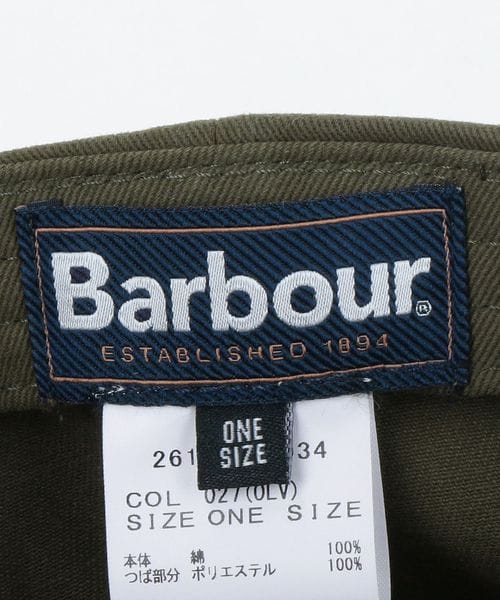 Barbour®
ESTABLISHED 1894
ONE
SIZE
261 34
COL 027(OLV)
SIZE ONE SIZE
本体 綿 100%
つば部分 ポリエステル 100%